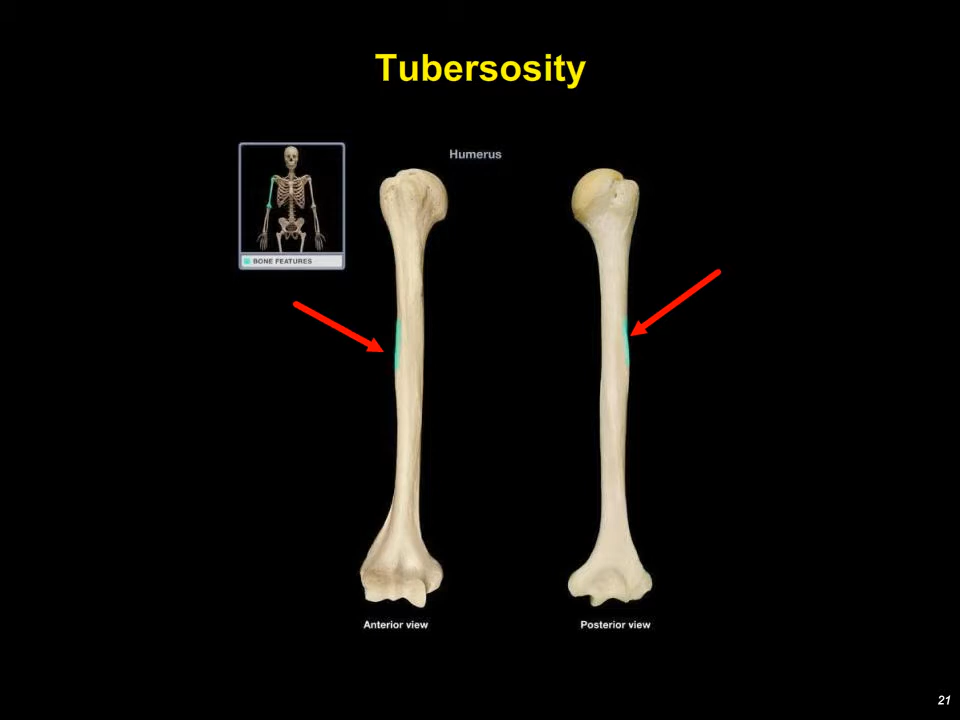 Tubersosity
Humerus
BONE FEATURES
Anterior view
Posterior view
21